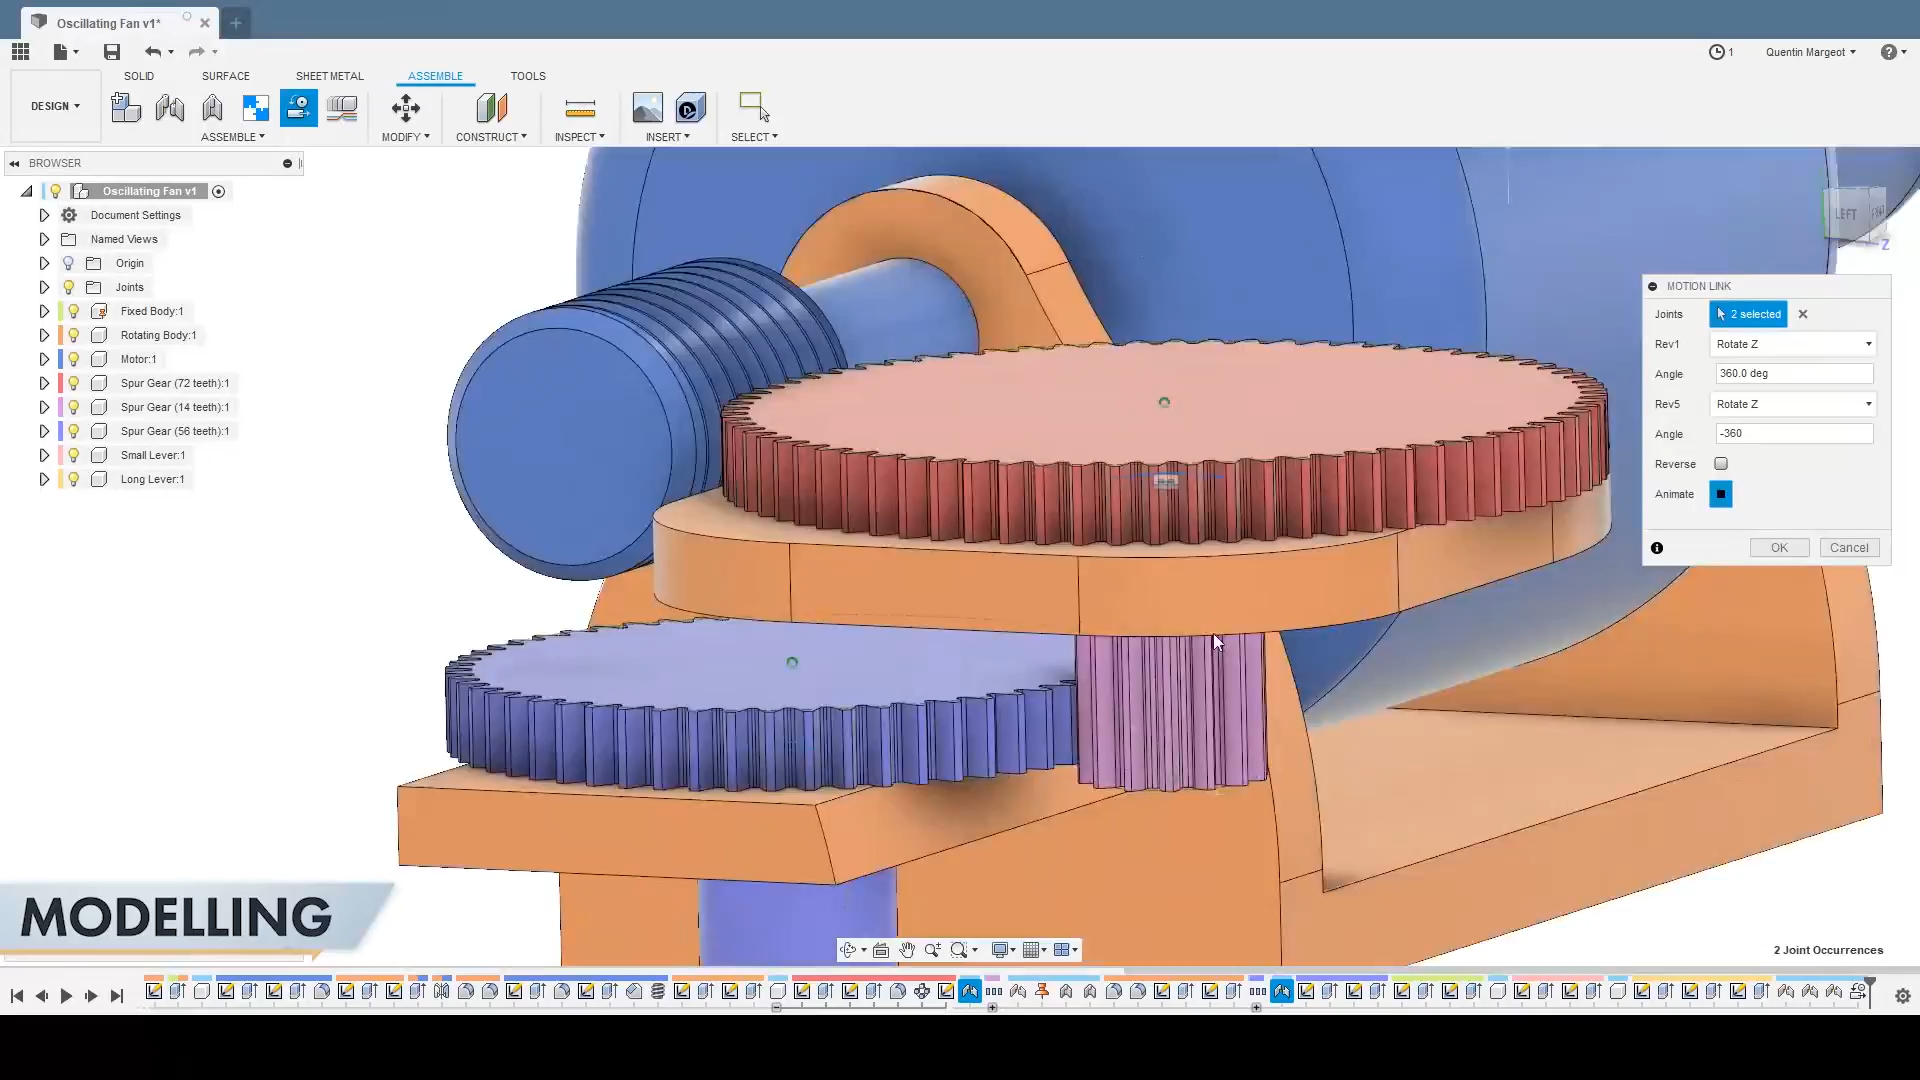 Oscillating Fan v1*
1
Quentin Margeot
SOLID
SURFACE
SHEET METAL
ASSEMBLE
TOOLS
DESIGN
ASSEMBLE
MODIFY
CONSTRUCT
INSPECT
INSERT
SELECT
BROWSER
Oscillating Fan v1
Document Settings
Named Views
Origin
Joints
Fixed Body:1
Rotating Body:1
Motor:1
Spur Gear (72 teeth):1
Spur Gear (14 teeth):1
Spur Gear (56 teeth):1
Small Lever:1
Long Lever:1
LEFT
Z
MOTION LINK
Joints 2 selected
Rev1 Rotate Z
Angle 360.0 deg
Rev5 Rotate Z
Angle -360
Reverse
Animate
OK Cancel
MODELLING
2 Joint Occurrences